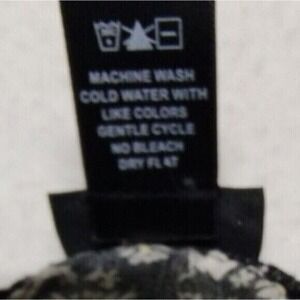 MACHINE WASH
COLD WATER WITH
LIKE COLORS
GENTLE CYCLE
NO BLEACH
DRY FLAT